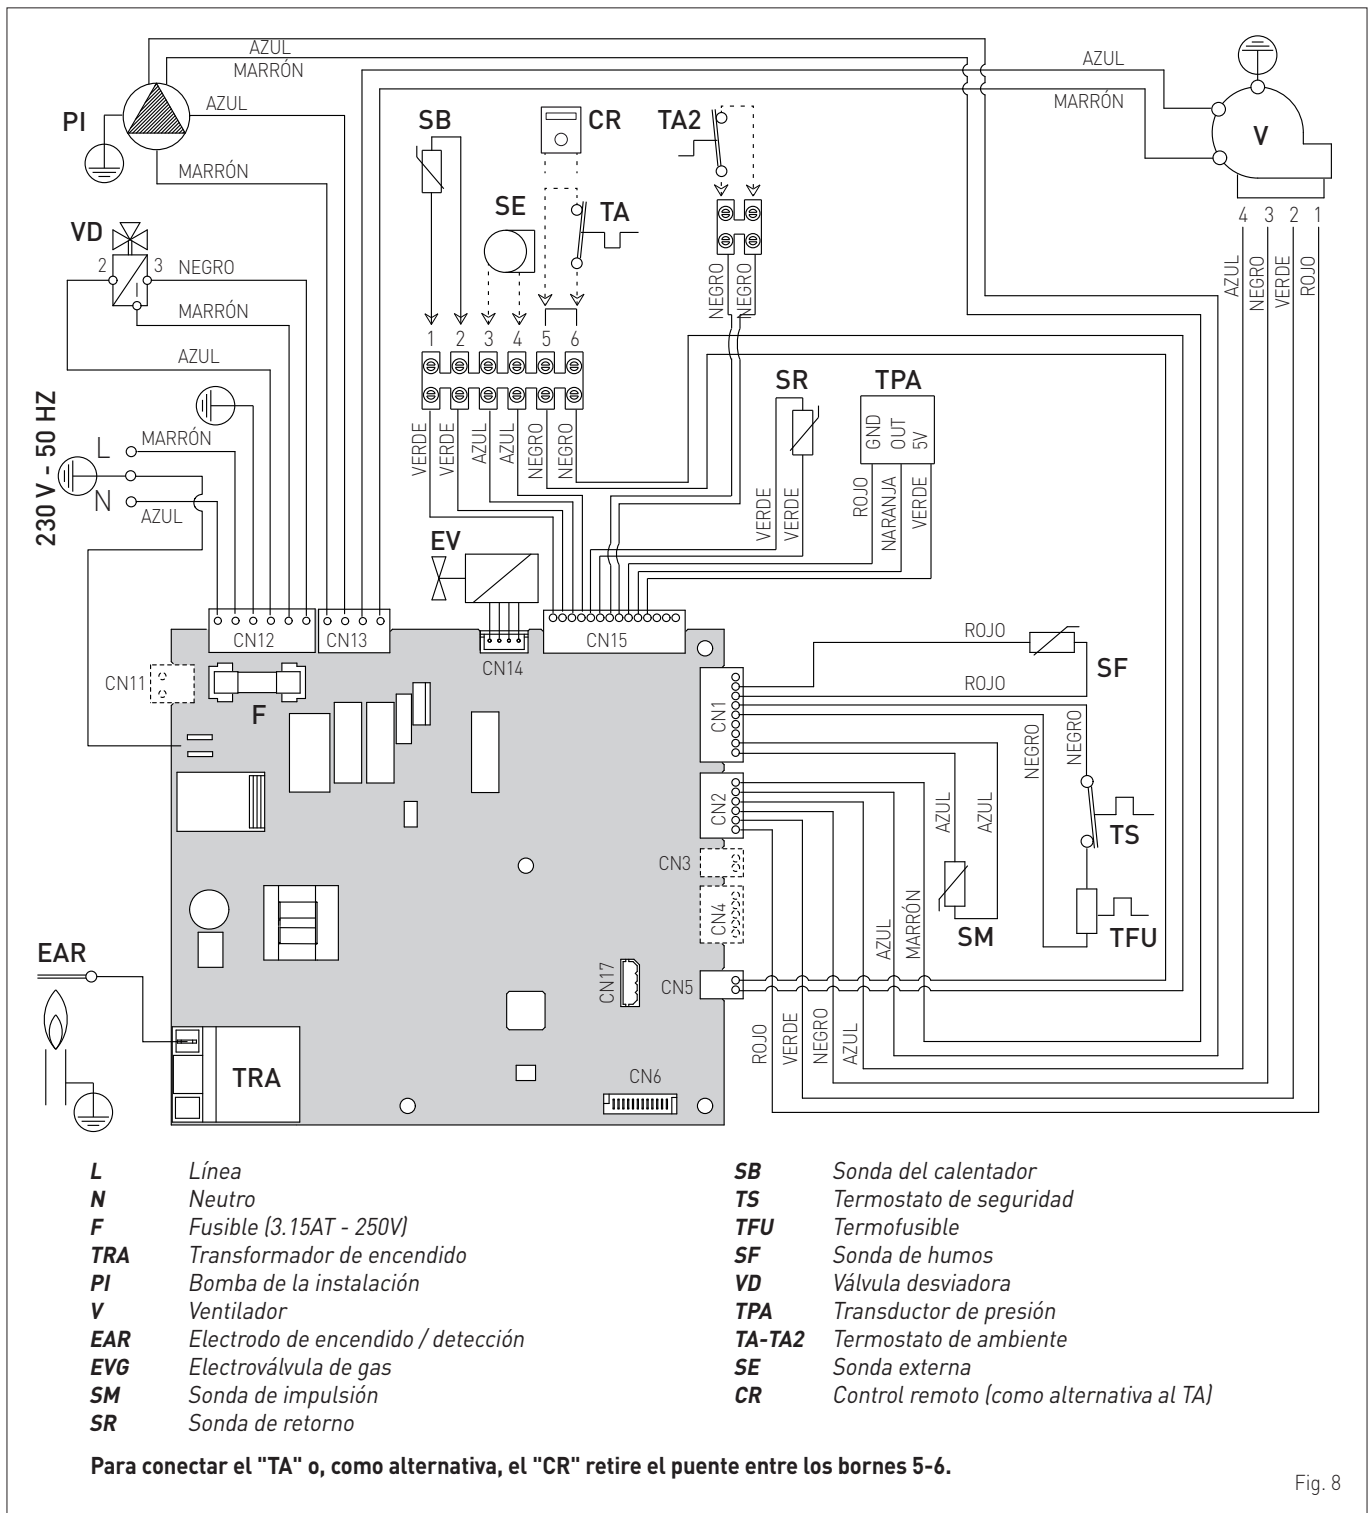 AZUL
MARRÓN
AZUL
MARRÓN
PI
AZUL
MARRÓN
SB
CR
TA2
V
SE
TA
4 3 2 1
AZUL
NEGRO
VERDE
ROJO
VD
2 3
NEGRO
MARRÓN
AZUL
NEGRO
NEGRO
1 2 3 4 5 6
SR
TPA
GND
OUT
5V
230 V - 50 HZ
L
MARRÓN
N
AZUL
VERDE
VERDE
AZUL
AZUL
NEGRO
NEGRO
VERDE
VERDE
ROJO
NARANJA
VERDE
EV
CN12
CN13
CN14
CN15
ROJO
SF
ROJO
CN11
F
CN1
NEGRO
NEGRO
CN2
AZUL
AZUL
TS
CN3
CN4
SM
TFU
AZUL
MARRÓN
EAR
CN17
CN5
ROJO
VERDE
NEGRO
AZUL
TRA
CN6
L Línea
N Neutro
F Fusible (3.15AT - 250V)
TRA Transformador de encendido
PI Bomba de la instalación
V Ventilador
EAR Electrodo de encendido / detección
EVG Electroválvula de gas
SM Sonda de impulsión
SR Sonda de retorno
SB Sonda del calentador
TS Termostato de seguridad
TFU Termofusible
SF Sonda de humos
VD Válvula desviadora
TPA Transductor de presión
TA-TA2 Termostato de ambiente
SE Sonda externa
CR Control remoto (como alternativa al TA)
Para conectar el "TA" o, como alternativa, el "CR" retire el puente entre los bornes 5-6.
Fig. 8